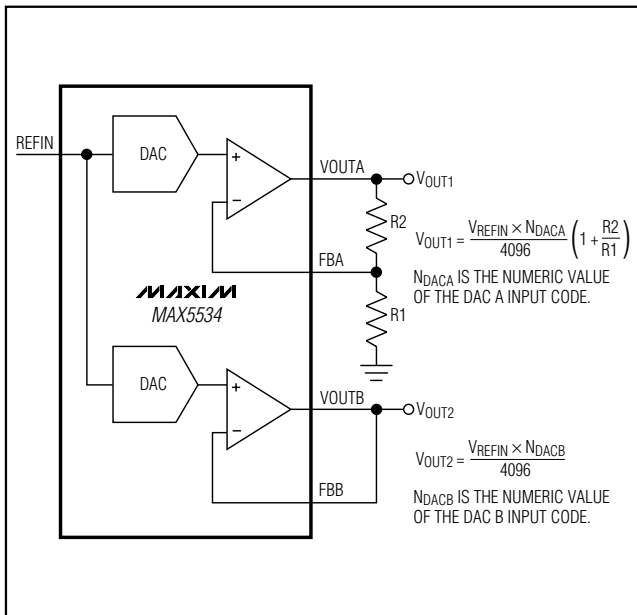 REFIN
DAC
+
−
VOUTA
VOUT1
R2
FBA
R1
VOUT1 = VREFIN × NDACA / 4096 (1 + R2 / R1)
NDACA IS THE NUMERIC VALUE
OF THE DAC A INPUT CODE.
MAXIM
MAX5534
DAC
+
−
VOUTB
VOUT2
FBB
VOUT2 = VREFIN × NDACB / 4096
NDACB IS THE NUMERIC VALUE
OF THE DAC B INPUT CODE.